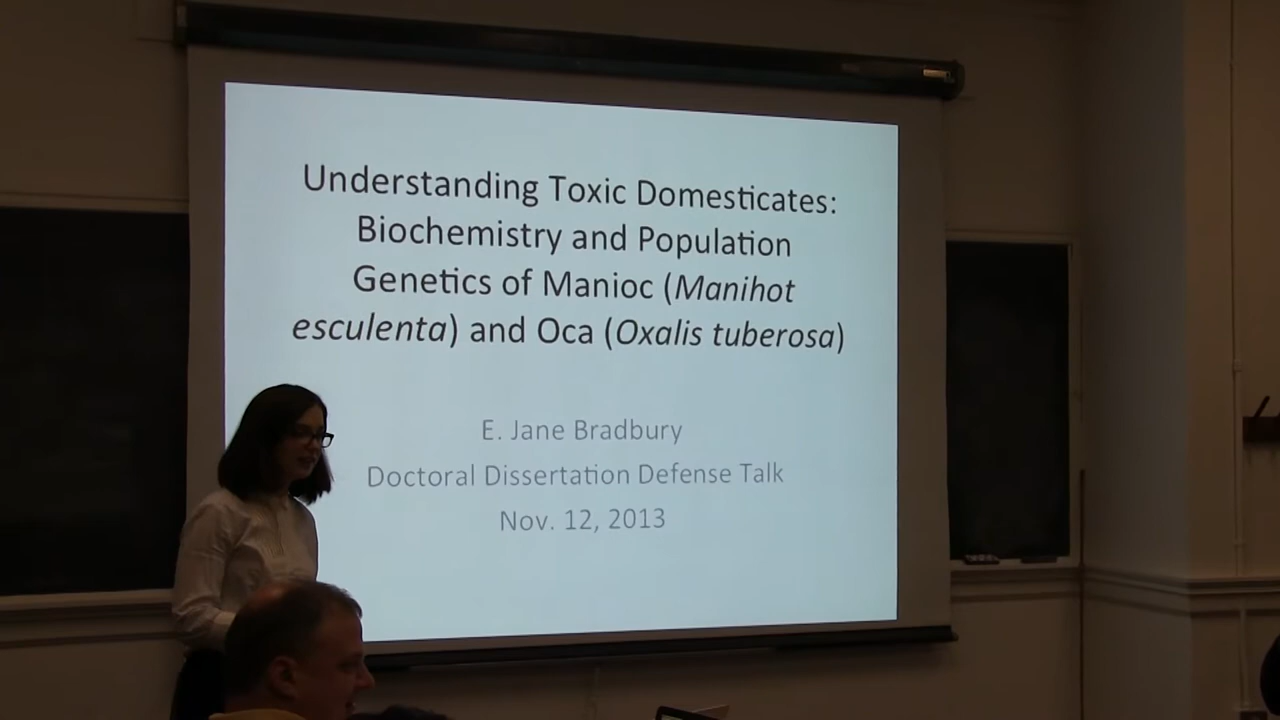 Understanding Toxic Domesticates:
Biochemistry and Population
Genetics of Manioc (Manihot
esculenta) and Oca (Oxalis tuberosa)
E. Jane Bradbury
Doctoral Dissertation Defense Talk
Nov. 12, 2013